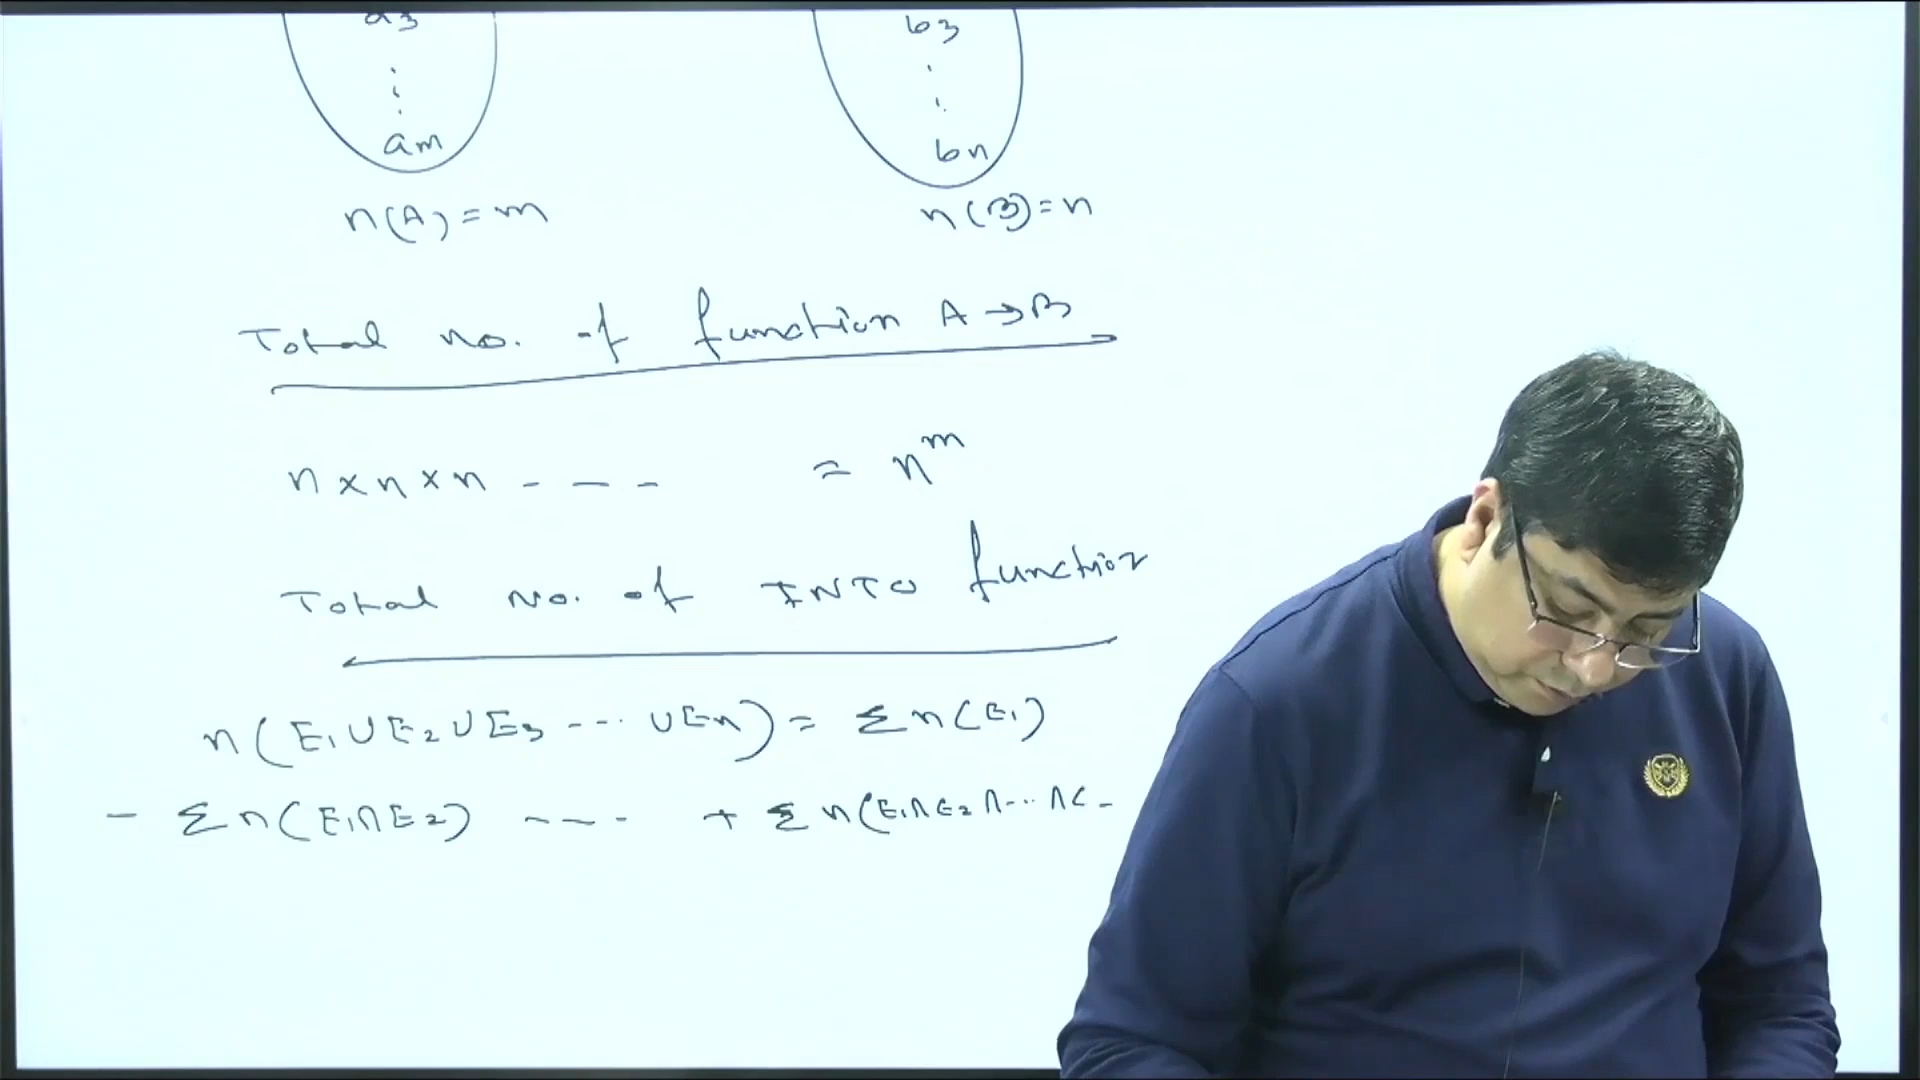 a3 b3
am bn
n(A) = m n(B) = n
Total no. of function A → B
n × n × n - - - = n^m
Total No. of INTO function
n(E1 ∪ E2 ∪ E3 --- ∪ En) = Σ n(E1)
- Σ n(E1 ∩ E2) - - - + Σ n(E1 ∩ E2 ∩ ... ∩